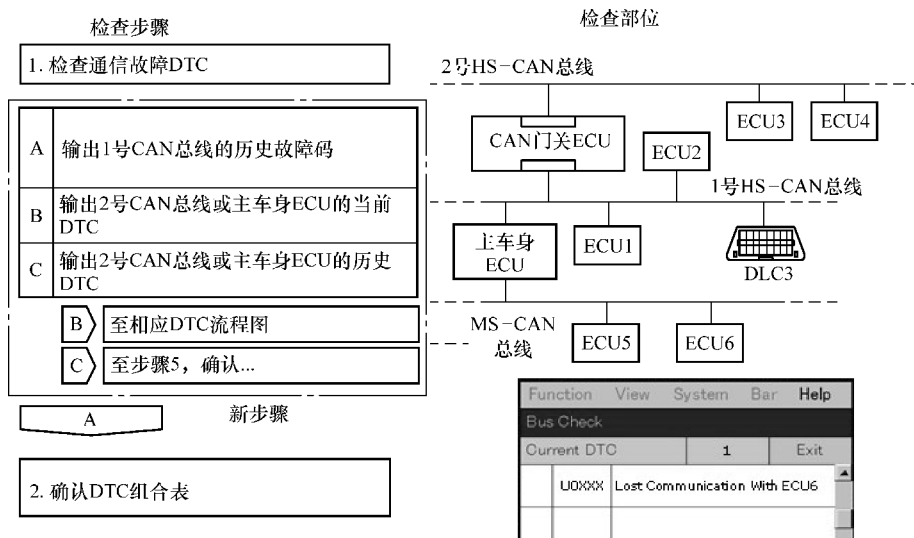 检查步骤
1. 检查通信故障DTC
A 输出1号CAN总线的历史故障码
B 输出2号CAN总线或主车身ECU的当前
DTC
C 输出2号CAN总线或主车身ECU的历史
DTC
B 至相应DTC流程图
C 至步骤5，确认...
新步骤
A
2. 确认DTC组合表
检查部位
2号HS-CAN总线
CAN门关ECU
ECU3
ECU4
ECU2
1号HS-CAN总线
主车身
ECU
ECU1
DLC3
MS-CAN
总线
ECU5
ECU6
Function View System Bar Help
Bus Check
Current DTC 1 Exit
U0XXX Lost Communication With ECU6